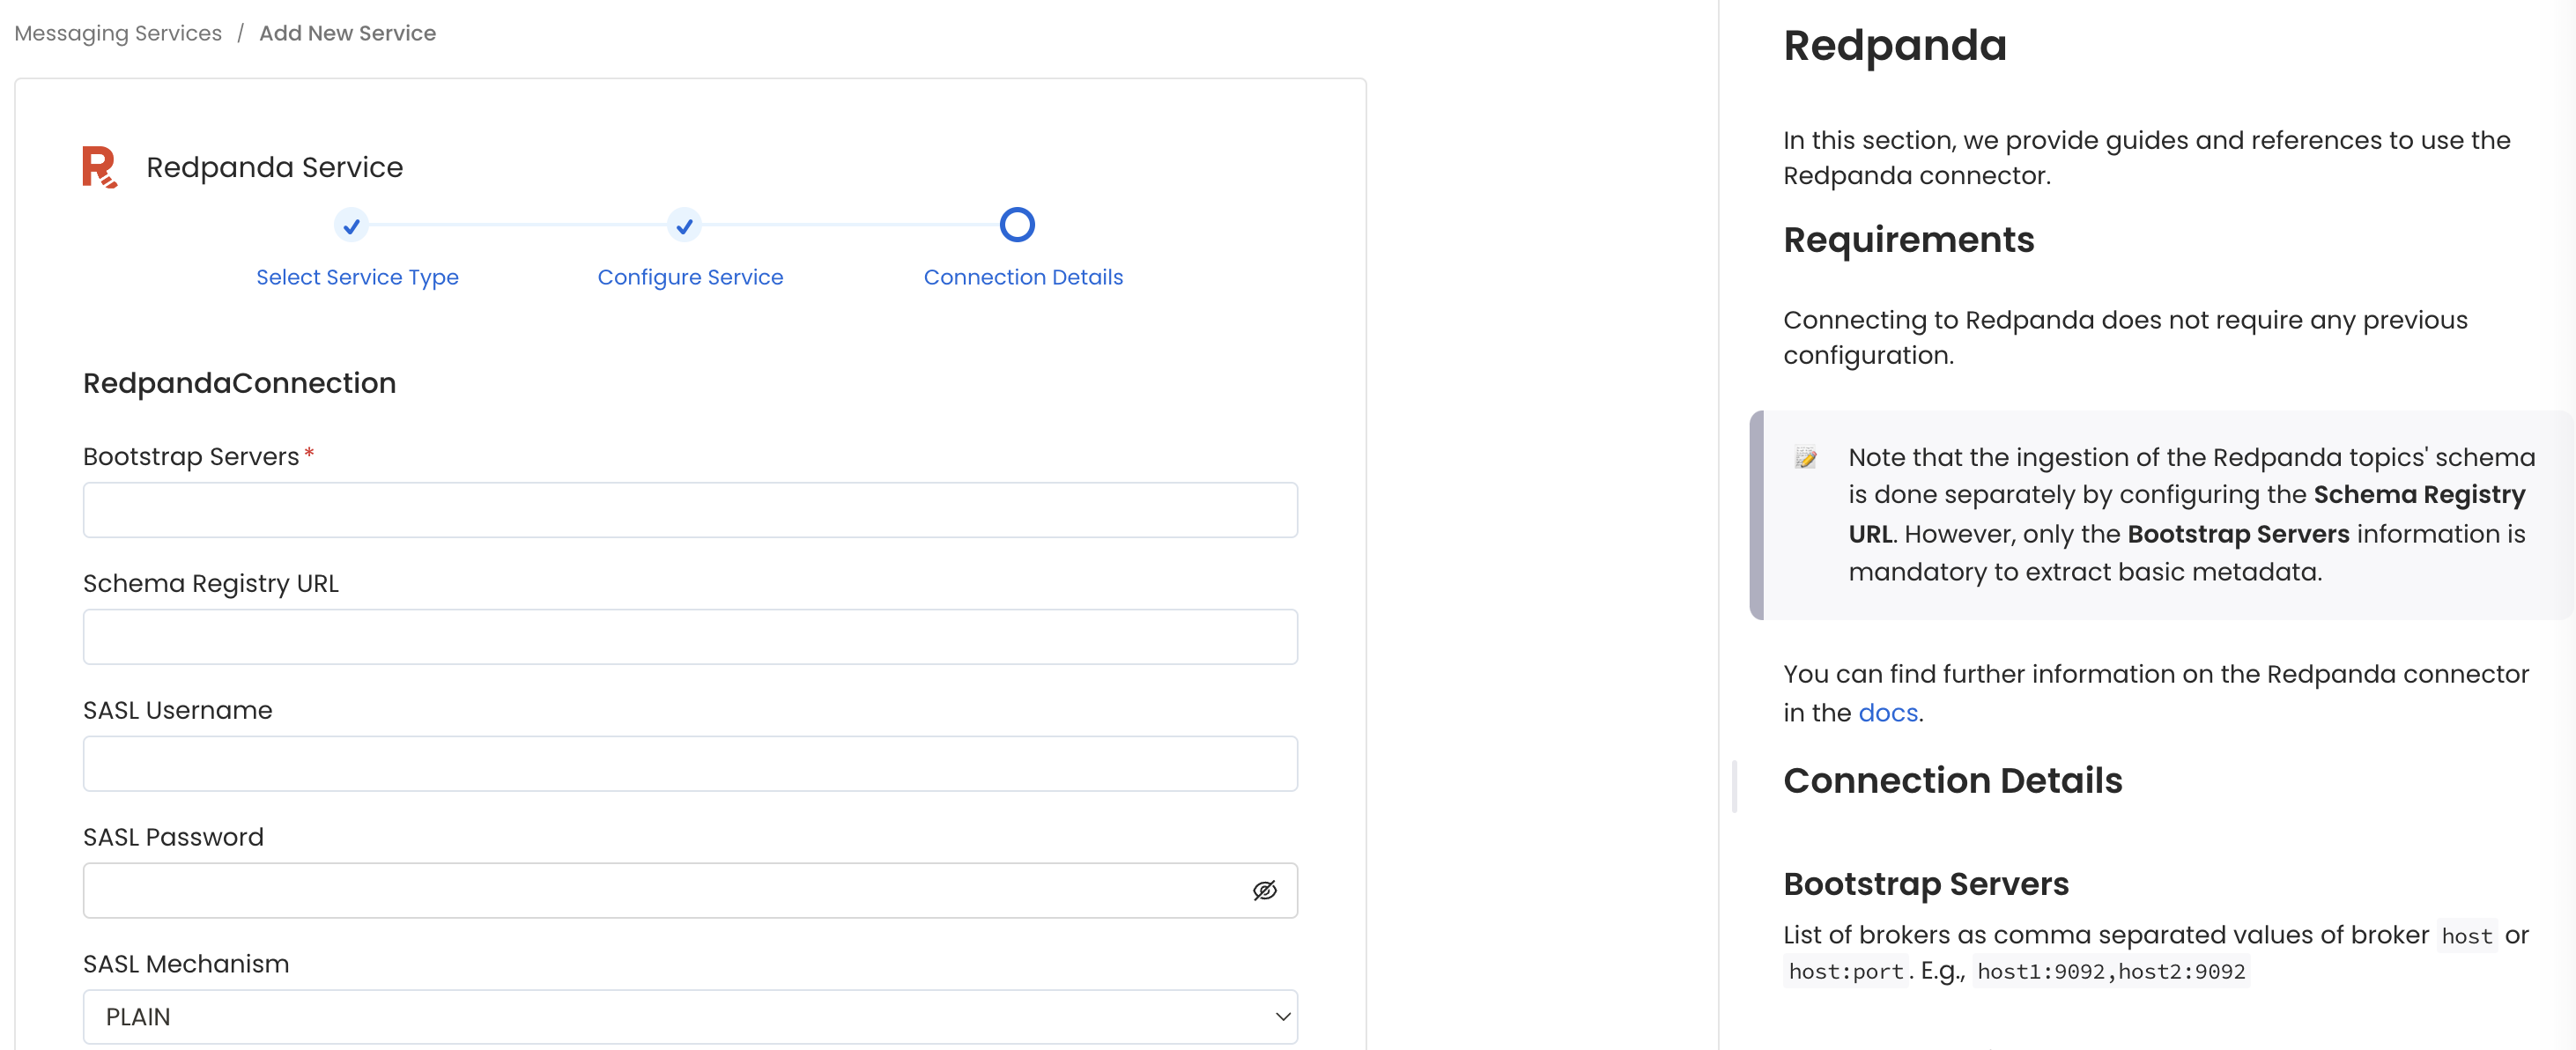 Messaging Services / Add New Service
Redpanda Service
Select Service Type
Configure Service
Connection Details
RedpandaConnection
Bootstrap Servers *
Schema Registry URL
SASL Username
SASL Password
SASL Mechanism
PLAIN
Redpanda
In this section, we provide guides and references to use the
Redpanda connector.
Requirements
Connecting to Redpanda does not require any previous
configuration.
Note that the ingestion of the Redpanda topics' schema
is done separately by configuring the Schema Registry
URL. However, only the Bootstrap Servers information is
mandatory to extract basic metadata.
You can find further information on the Redpanda connector
in the docs.
Connection Details
Bootstrap Servers
List of brokers as comma separated values of broker host or
host:port. E.g., host1:9092,host2:9092